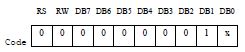 RS RW DB7 DB6 DB5 DB4 DB3 DB2 DB1 DB0
Code 0 0 0 0 0 0 0 0 1 x